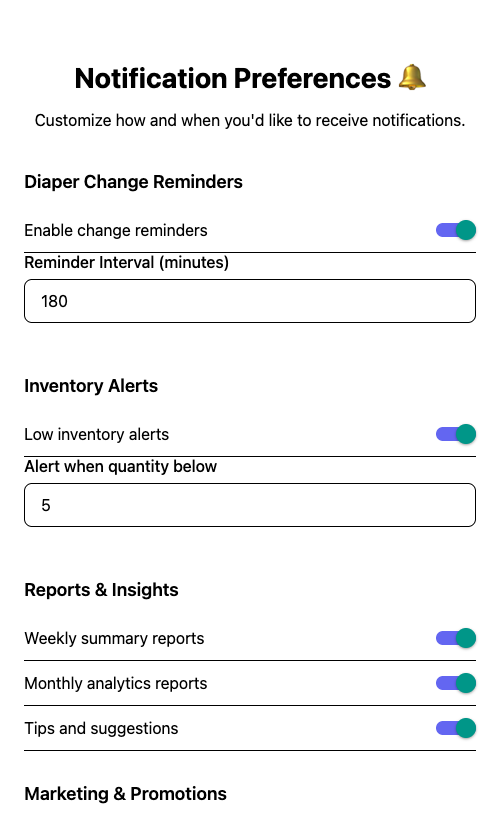 Notification Preferences 🔔
Customize how and when you'd like to receive notifications.
Diaper Change Reminders
Enable change reminders
Reminder Interval (minutes)
180
Inventory Alerts
Low inventory alerts
Alert when quantity below
5
Reports & Insights
Weekly summary reports
Monthly analytics reports
Tips and suggestions
Marketing & Promotions